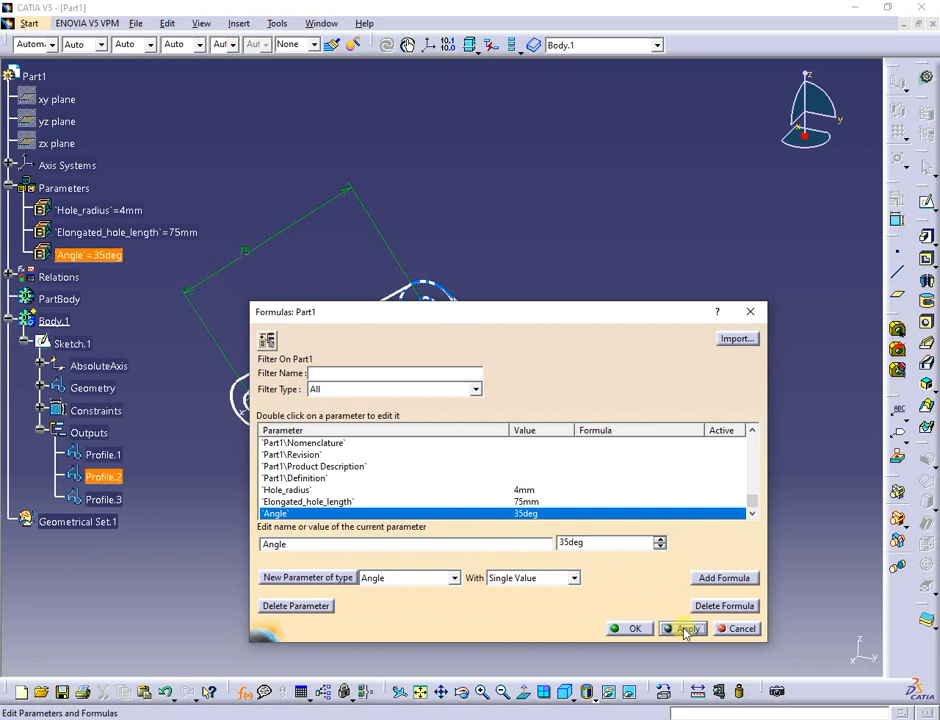 CATIA V5 - [Part1]
Start ENOVIA V5 VPM File Edit View Insert Tools Window Help
Autom Auto Auto Auto Aut Aut None Body.1
Part1
xy plane
yz plane
zx plane
Axis Systems
Parameters
`Hole_radius`=4mm
`Elongated_hole_length`=75mm
`Angle`=35deg
Relations
PartBody
Body.1
Sketch.1
AbsoluteAxis
Geometry
Constraints
Outputs
Profile.1
Profile.2
Profile.3
Geometrical Set.1
75
z
y
x
Formulas: Part1 ?
Import...
Filter On Part1
Filter Name :
Filter Type : All
Double click on a parameter to edit it
Parameter Value Formula Active
`Part1\Nomenclature`
`Part1\Revision`
`Part1\Product Description`
`Part1\Definition`
`Hole_radius` 4mm
`Elongated_hole_length` 75mm
`Angle` 35deg
Edit name or value of the current parameter
Angle 35deg
New Parameter of type Angle With Single Value Add Formula
Delete Parameter Delete Formula
OK Apply Cancel
z
x y
CATIA
Edit Parameters and Formulas